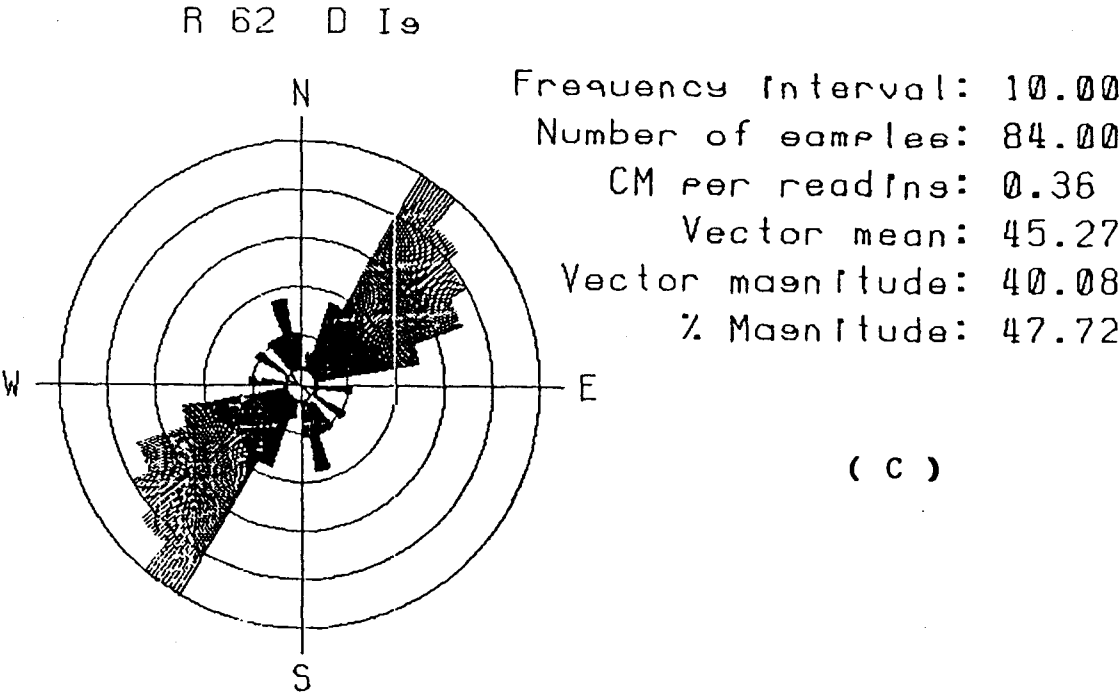 R 62 D Is
N
Frequency Interval: 10.00
Number of samples: 84.00
CM per reading: 0.36
Vector mean: 45.27
Vector magnitude: 40.08
% Magnitude: 47.72
W
E
( C )
S